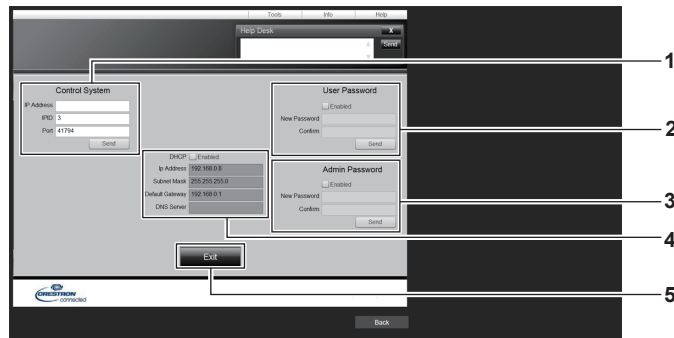 Tools Info Help
Help Desk X
Send
Control System
IP Address
IPID 3
Port 41794
Send
User Password
Enabled
New Password
Confirm
Send
DHCP Enabled
Ip Address 192.168.0.8
Subnet Mask 255.255.255.0
Default Gateway 192.168.0.1
DNS Server
Admin Password
Enabled
New Password
Confirm
Send
Exit
CRESTRON
connected
Back
1
2
3
4
5